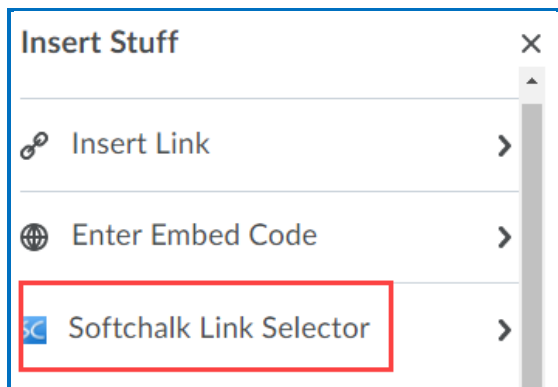 Insert Stuff
Insert Link
Enter Embed Code
SC Softchalk Link Selector